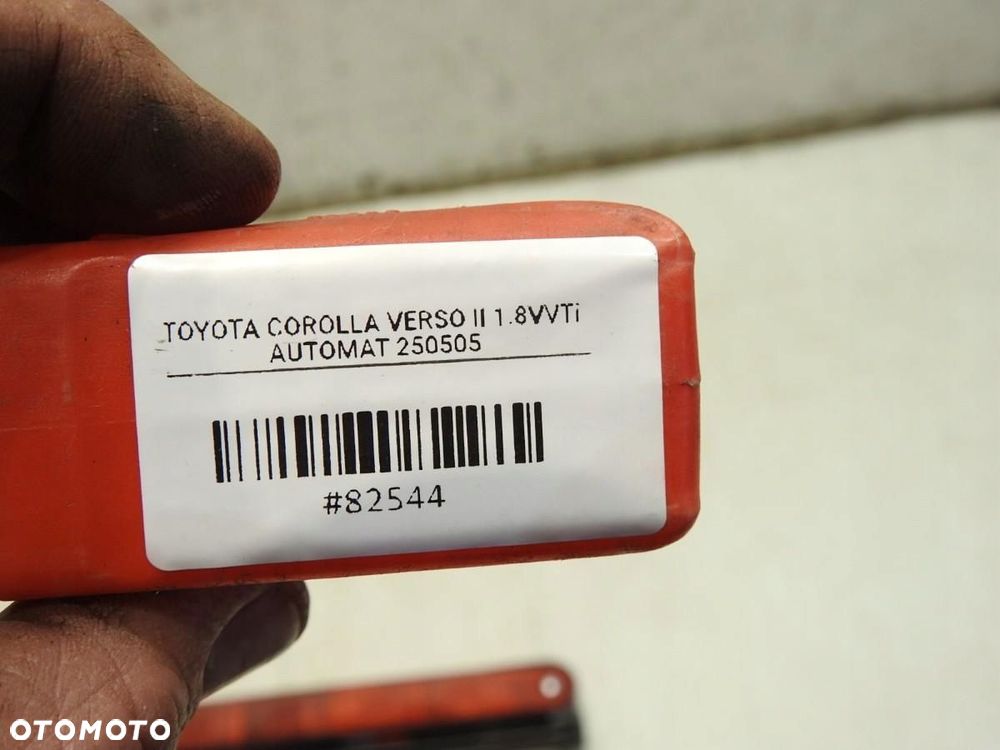 TOYOTA COROLLA VERSO II 1.8VVTi
AUTOMAT 250505
#82544
OTOMOTO